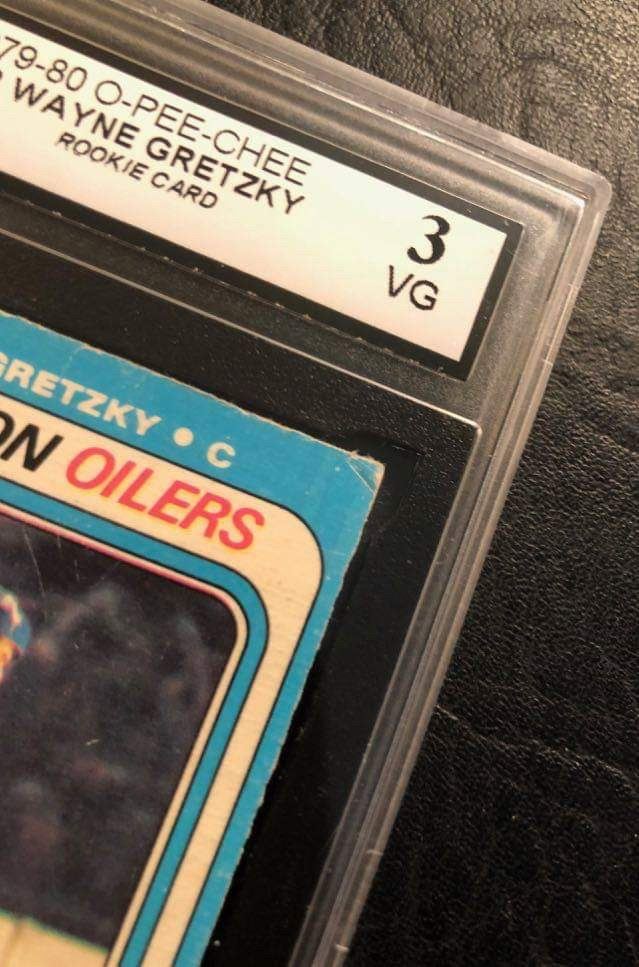 79-80 O-PEE-CHEE
WAYNE GRETZKY
ROOKIE CARD
3
VG
GRETZKY • C
ON OILERS